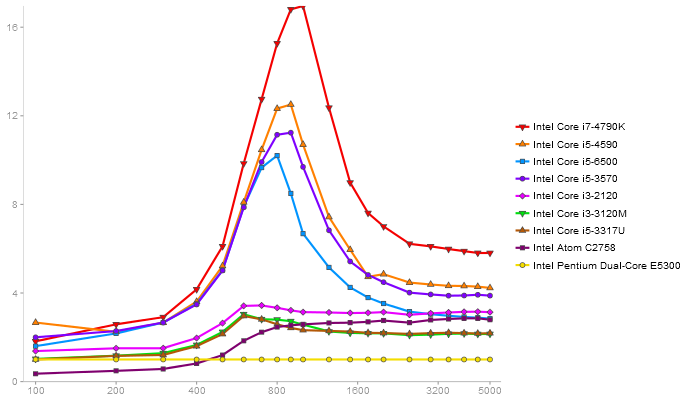 16
12
8
4
0
100 200 400 800 1600 3200 5000
Intel Core i7-4790K
Intel Core i5-4590
Intel Core i5-6500
Intel Core i5-3570
Intel Core i3-2120
Intel Core i3-3120M
Intel Core i5-3317U
Intel Atom C2758
Intel Pentium Dual-Core E5300